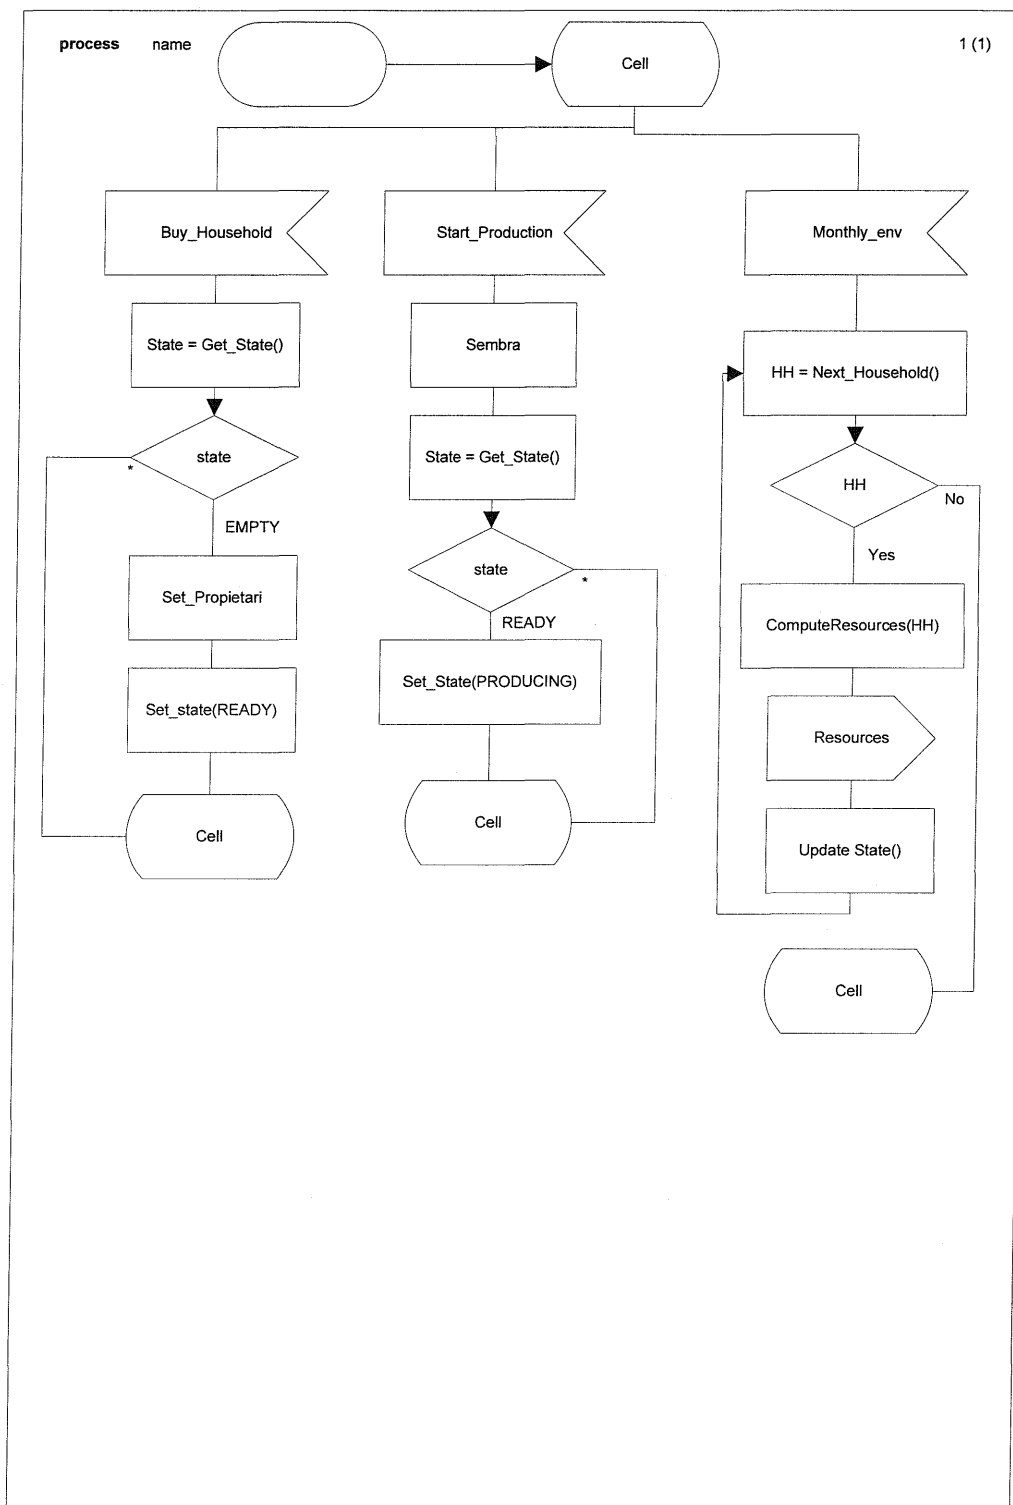 process name
1 (1)
Cell
Buy_Household
Start_Production
Monthly_env
State = Get_State()
Sembra
HH = Next_Household()
state
*
State = Get_State()
HH
No
EMPTY
Yes
state
*
Set_Propietari
READY
ComputeResources(HH)
Set_state(READY)
Set_State(PRODUCING)
Resources
Cell
Cell
Update State()
Cell